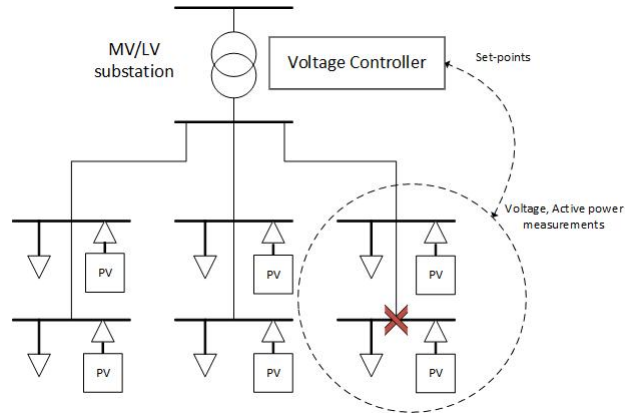 MV/LV
substation
Voltage Controller
Set-points
Voltage, Active power
measurements
PV
PV
PV
PV
PV
PV